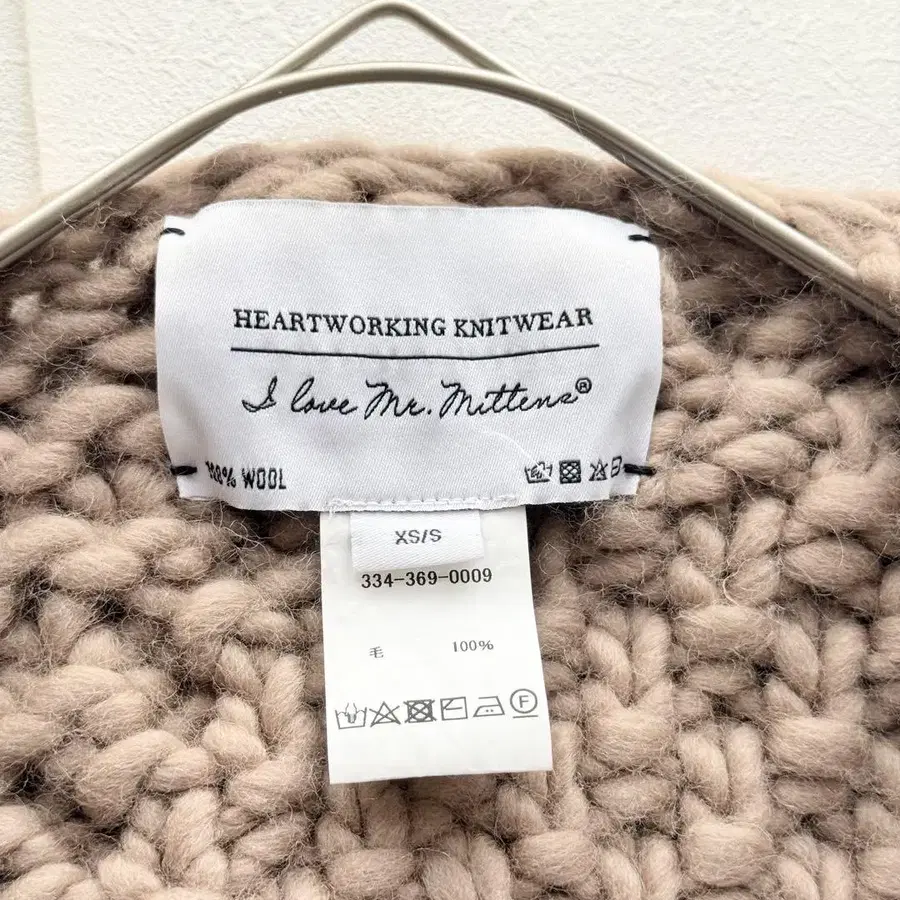 HEARTWORKING KNITWEAR
I love Mr. Mittens®
100% WOOL
XS/S
334-369-0009
毛 100%
F